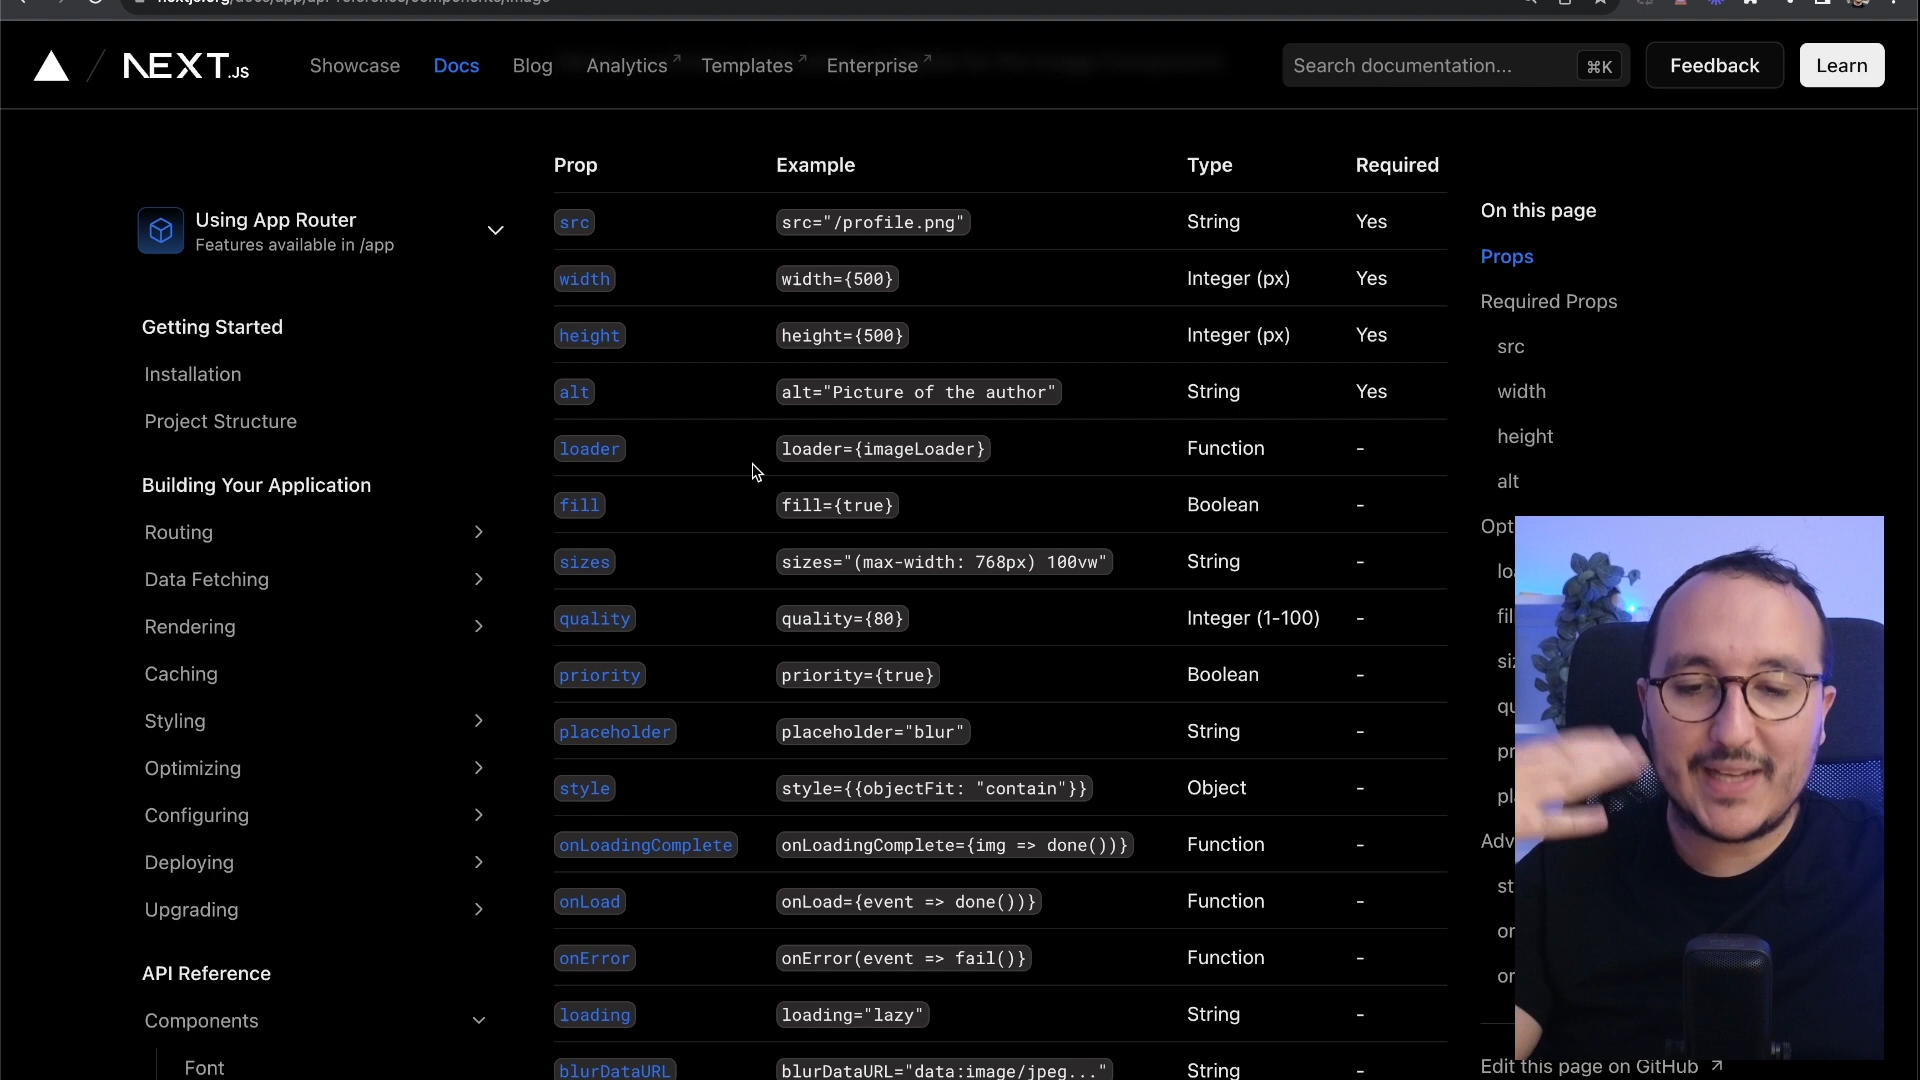 NEXT.JS
Showcase
Docs
Blog
Analytics
Templates
Enterprise
Search documentation...
⌘K
Feedback
Learn
Using App Router
Features available in /app
Getting Started
Installation
Project Structure
Building Your Application
Routing
Data Fetching
Rendering
Caching
Styling
Optimizing
Configuring
Deploying
Upgrading
API Reference
Components
Font
Prop Example Type Required
src src="/profile.png" String Yes
width width={500} Integer (px) Yes
height height={500} Integer (px) Yes
alt alt="Picture of the author" String Yes
loader loader={imageLoader} Function -
fill fill={true} Boolean -
sizes sizes="(max-width: 768px) 100vw" String -
quality quality={80} Integer (1-100) -
priority priority={true} Boolean -
placeholder placeholder="blur" String -
style style={{objectFit: "contain"}} Object -
onLoadingComplete onLoadingComplete={img => done())} Function -
onLoad onLoad={event => done())} Function -
onError onError(event => fail()} Function -
loading loading="lazy" String -
blurDataURL blurDataURL="data:image/jpeg..." String -
On this page
Props
Required Props
src
width
height
alt
Edit this page on GitHub